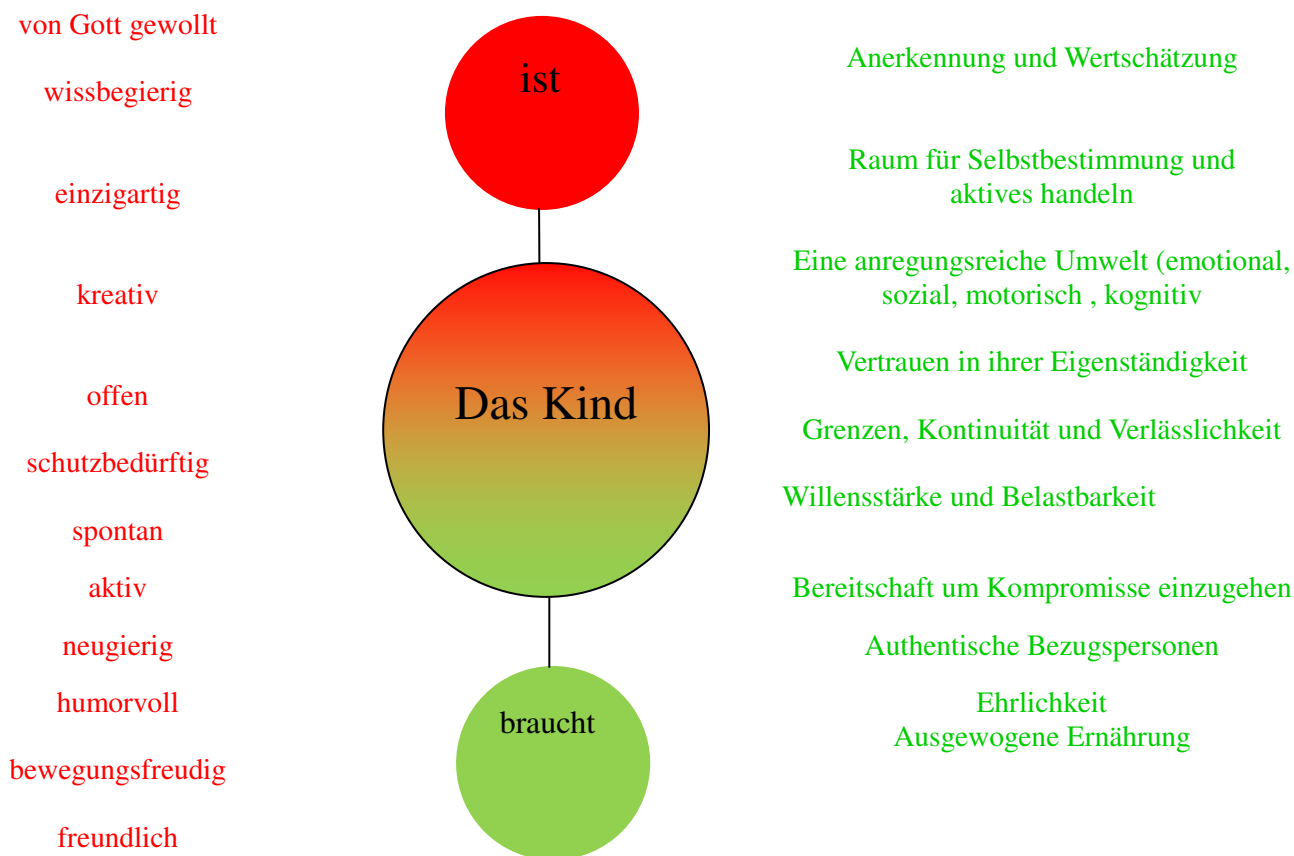 von Gott gewollt
wissbegierig
einzigartig
kreativ
offen
schutzbedürftig
spontan
aktiv
neugierig
humorvoll
bewegungsfreudig
freundlich
ist
Das Kind
braucht
Anerkennung und Wertschätzung
Raum für Selbstbestimmung und
aktives handeln
Eine anregungsreiche Umwelt (emotional,
sozial, motorisch , kognitiv
Vertrauen in ihrer Eigenständigkeit
Grenzen, Kontinuität und Verlässlichkeit
Willensstärke und Belastbarkeit
Bereitschaft um Kompromisse einzugehen
Authentische Bezugspersonen
Ehrlichkeit
Ausgewogene Ernährung